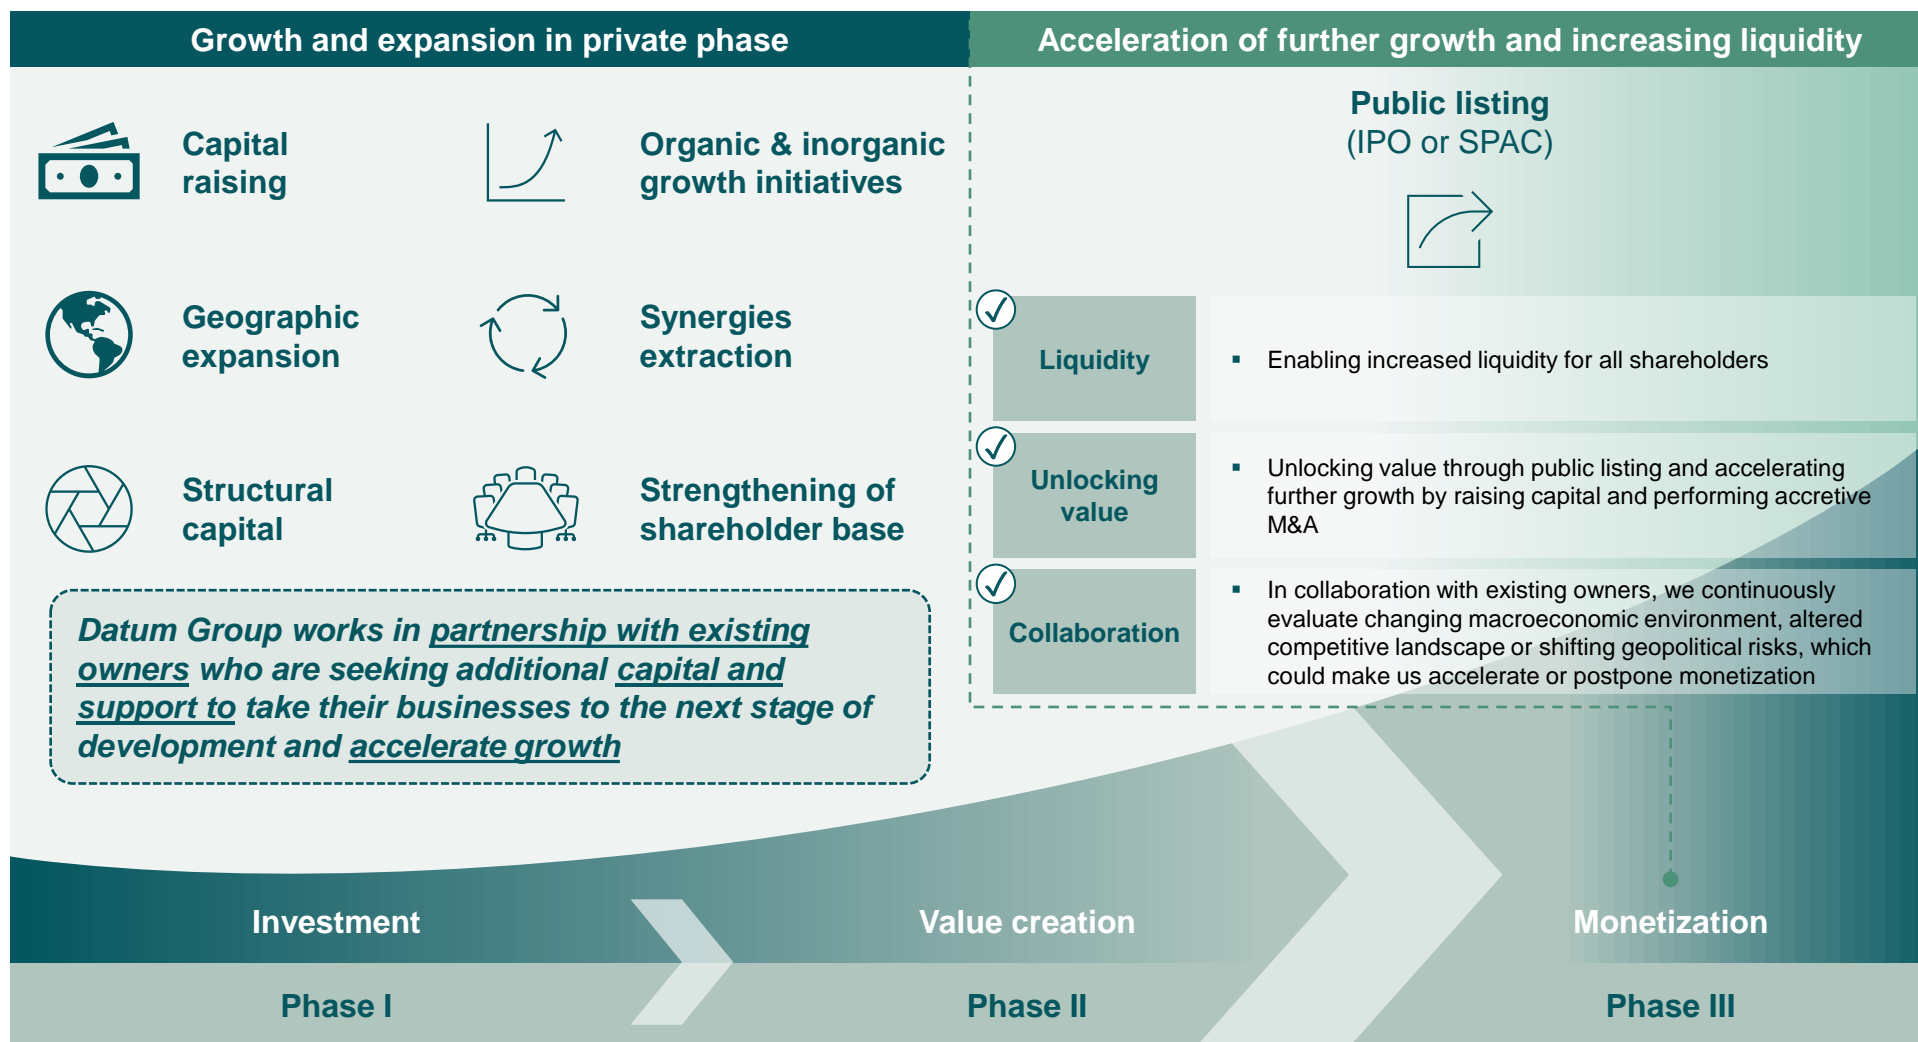 Growth and expansion in private phase
Capital
raising
Organic & inorganic
growth initiatives
Geographic
expansion
Synergies
extraction
Structural
capital
Strengthening of
shareholder base
Datum Group works in partnership with existing
owners who are seeking additional capital and
support to take their businesses to the next stage of
development and accelerate growth
Acceleration of further growth and increasing liquidity
Public listing
(IPO or SPAC)
Liquidity
▪ Enabling increased liquidity for all shareholders
Unlocking
value
▪ Unlocking value through public listing and accelerating
further growth by raising capital and performing accretive
M&A
Collaboration
▪ In collaboration with existing owners, we continuously
evaluate changing macroeconomic environment, altered
competitive landscape or shifting geopolitical risks, which
could make us accelerate or postpone monetization
Investment
Value creation
Monetization
Phase I
Phase II
Phase III